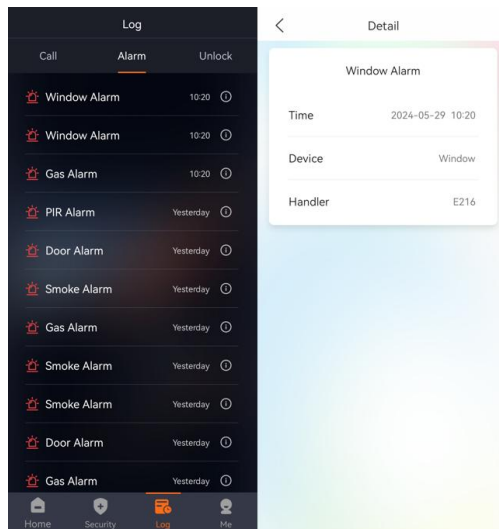 Log
Call Alarm Unlock
Window Alarm 10:20
Window Alarm 10:20
Gas Alarm 10:20
PIR Alarm Yesterday
Door Alarm Yesterday
Smoke Alarm Yesterday
Gas Alarm Yesterday
Smoke Alarm Yesterday
Smoke Alarm Yesterday
Door Alarm Yesterday
Gas Alarm Yesterday
Home Security Log Me
Detail
Window Alarm
Time 2024-05-29 10:20
Device Window
Handler E216